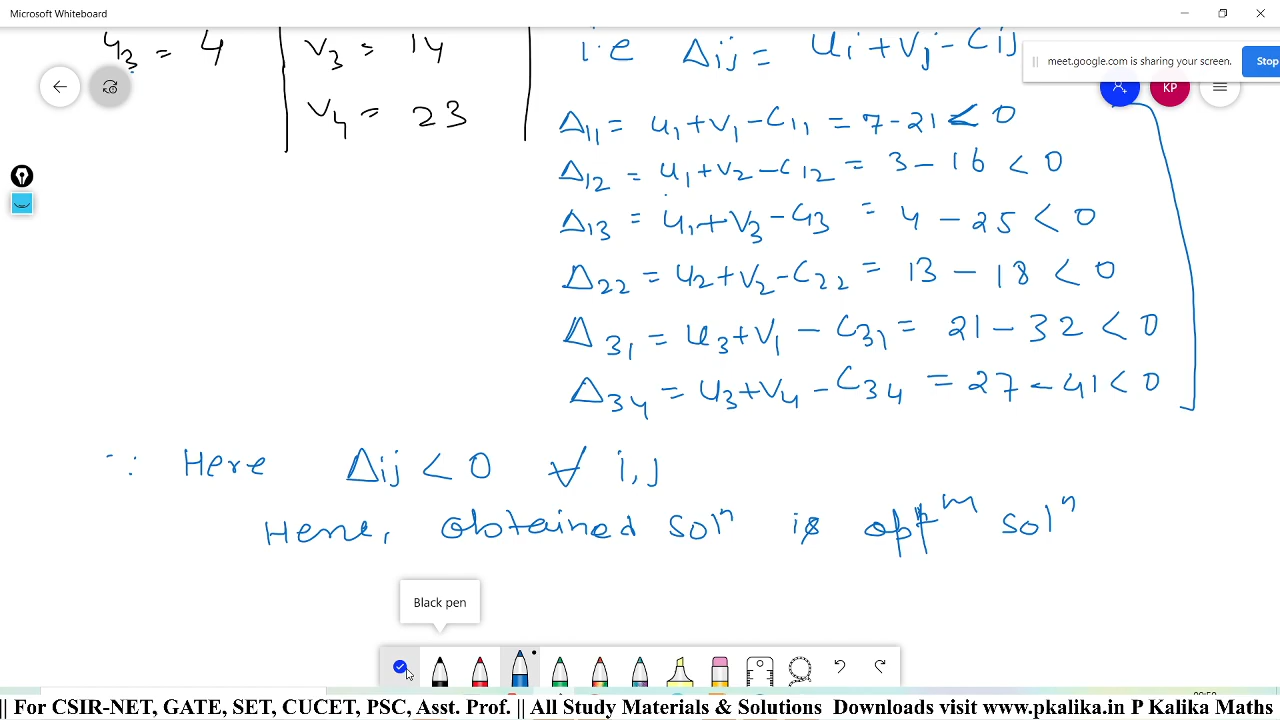 Microsoft Whiteboard
u3 = 4
v3 = 14
v4 = 23
i.e Δij = ui + vj - cij
meet.google.com is sharing your screen.
Stop
KP
Δ11 = u1+v1 - c11 = 7-21 < 0
Δ12 = u1+v2 - c12 = 3 - 16 < 0
Δ13 = u1+v3 - c13 = 4 - 25 < 0
Δ22 = u2+v2 - c22 = 13 - 18 < 0
Δ31 = u3+v1 - c31 = 21 - 32 < 0
Δ34 = u3+v4 - c34 = 27 - 41 < 0
∵ Here Δij < 0 ∀ i,j
Hence, obtained solⁿ is optᵐ solⁿ
Black pen
|| For CSIR-NET, GATE, SET, CUCET, PSC, Asst. Prof. || All Study Materials & Solutions Downloads visit www.pkalika.in P Kalika Maths